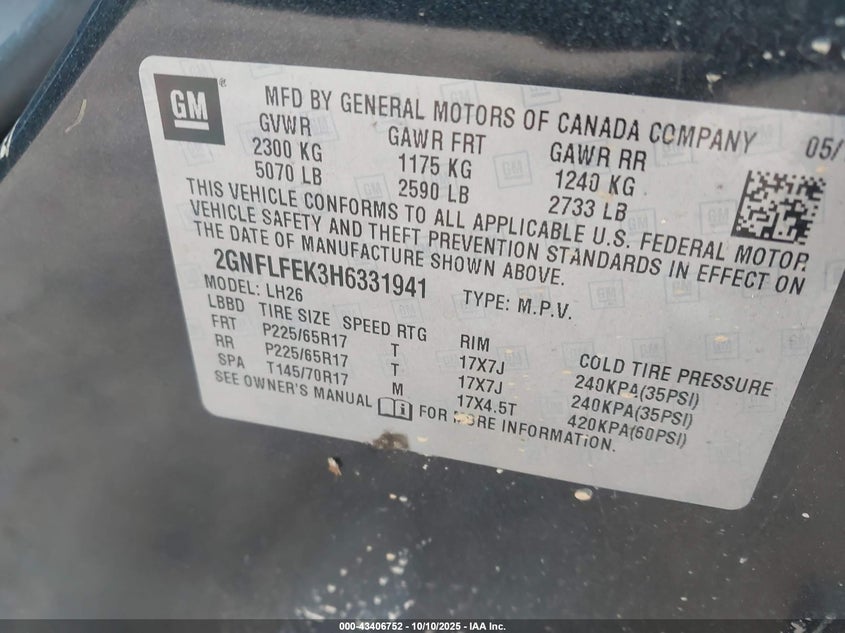 GM ®
MFD BY GENERAL MOTORS OF CANADA COMPANY 05/
GVWR GAWR FRT GAWR RR
2300 KG 1175 KG 1240 KG
5070 LB 2590 LB 2733 LB
THIS VEHICLE CONFORMS TO ALL APPLICABLE U.S. FEDERAL MOTOR
VEHICLE SAFETY AND THEFT PREVENTION STANDARDS IN EFFECT ON
THE DATE OF MANUFACTURE SHOWN ABOVE.
2GNFLFEK3H6331941 TYPE: M.P.V.
MODEL: LH26
LBBD TIRE SIZE SPEED RTG RIM COLD TIRE PRESSURE
FRT P225/65R17 T 17X7J 240KPA(35PSI)
RR P225/65R17 T 17X7J 240KPA(35PSI)
SPA T145/70R17 M 17X4.5T 420KPA(60PSI)
SEE OWNER'S MANUAL FOR MORE INFORMATION.
000-43406752 - 10/10/2025 - IAA Inc.